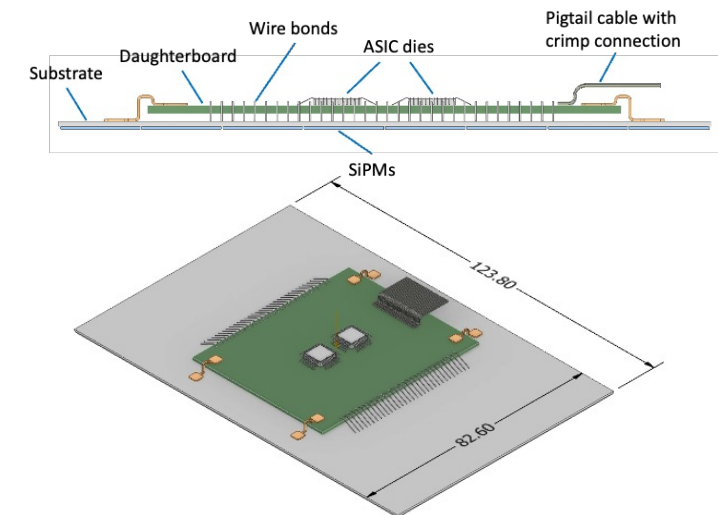 Pigtail cable with
crimp connection
Wire bonds
ASIC dies
Daughterboard
Substrate
SiPMs
123.80
82.60